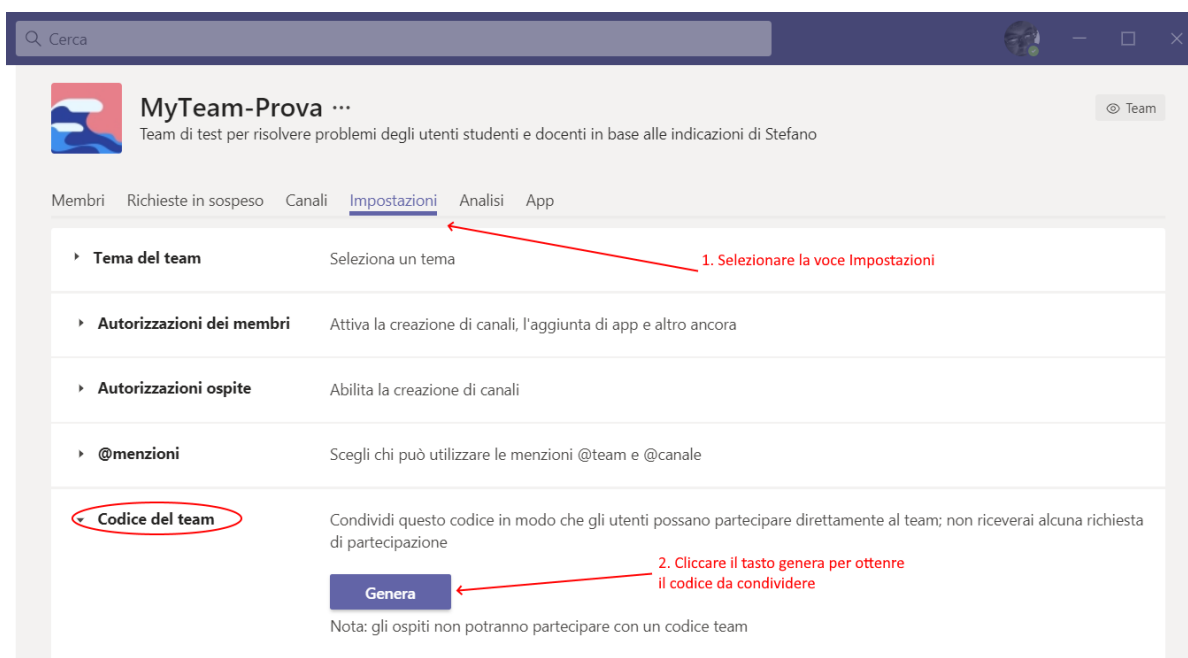 Cerca
MyTeam-Prova ...
Team
Team di test per risolvere problemi degli utenti studenti e docenti in base alle indicazioni di Stefano
Membri Richieste in sospeso Canali Impostazioni Analisi App
Tema del team Seleziona un tema
1. Selezionare la voce Impostazioni
Autorizzazioni dei membri Attiva la creazione di canali, l'aggiunta di app e altro ancora
Autorizzazioni ospite Abilita la creazione di canali
@menzioni Scegli chi può utilizzare le menzioni @team e @canale
Codice del team Condividi questo codice in modo che gli utenti possano partecipare direttamente al team; non riceverai alcuna richiesta
di partecipazione
2. Cliccare il tasto genera per ottenre
il codice da condividere
Genera
Nota: gli ospiti non potranno partecipare con un codice team